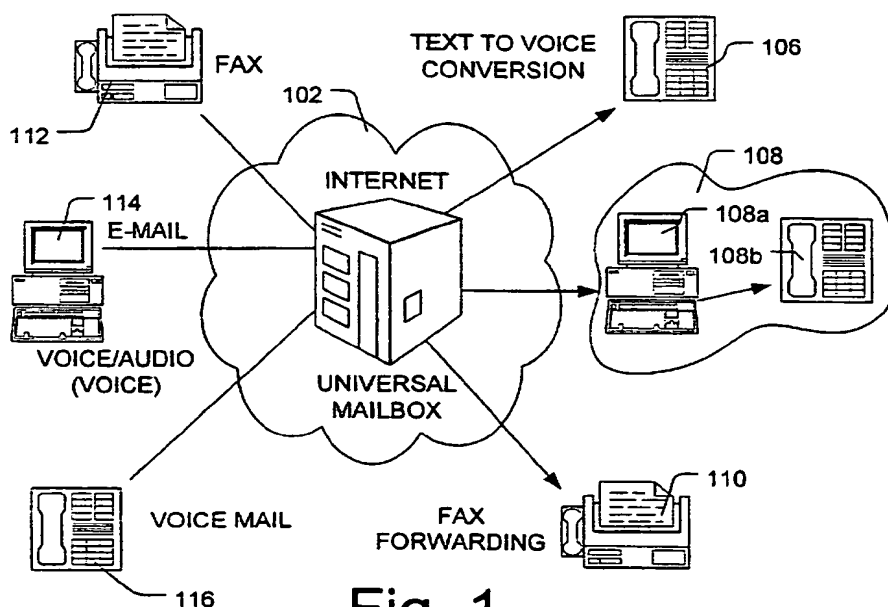 FAX
112
102
TEXT TO VOICE
CONVERSION
106
INTERNET
114
E-MAIL
108
108a
108b
VOICE/AUDIO
(VOICE)
UNIVERSAL
MAILBOX
VOICE MAIL
116
FAX
FORWARDING
110
Fig. 1